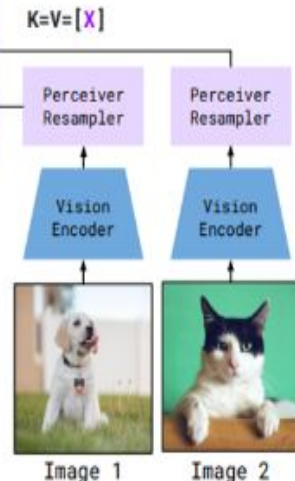 K=V=[X]
Perceiver
Resampler
Perceiver
Resampler
Vision
Encoder
Vision
Encoder
Image 1
Image 2